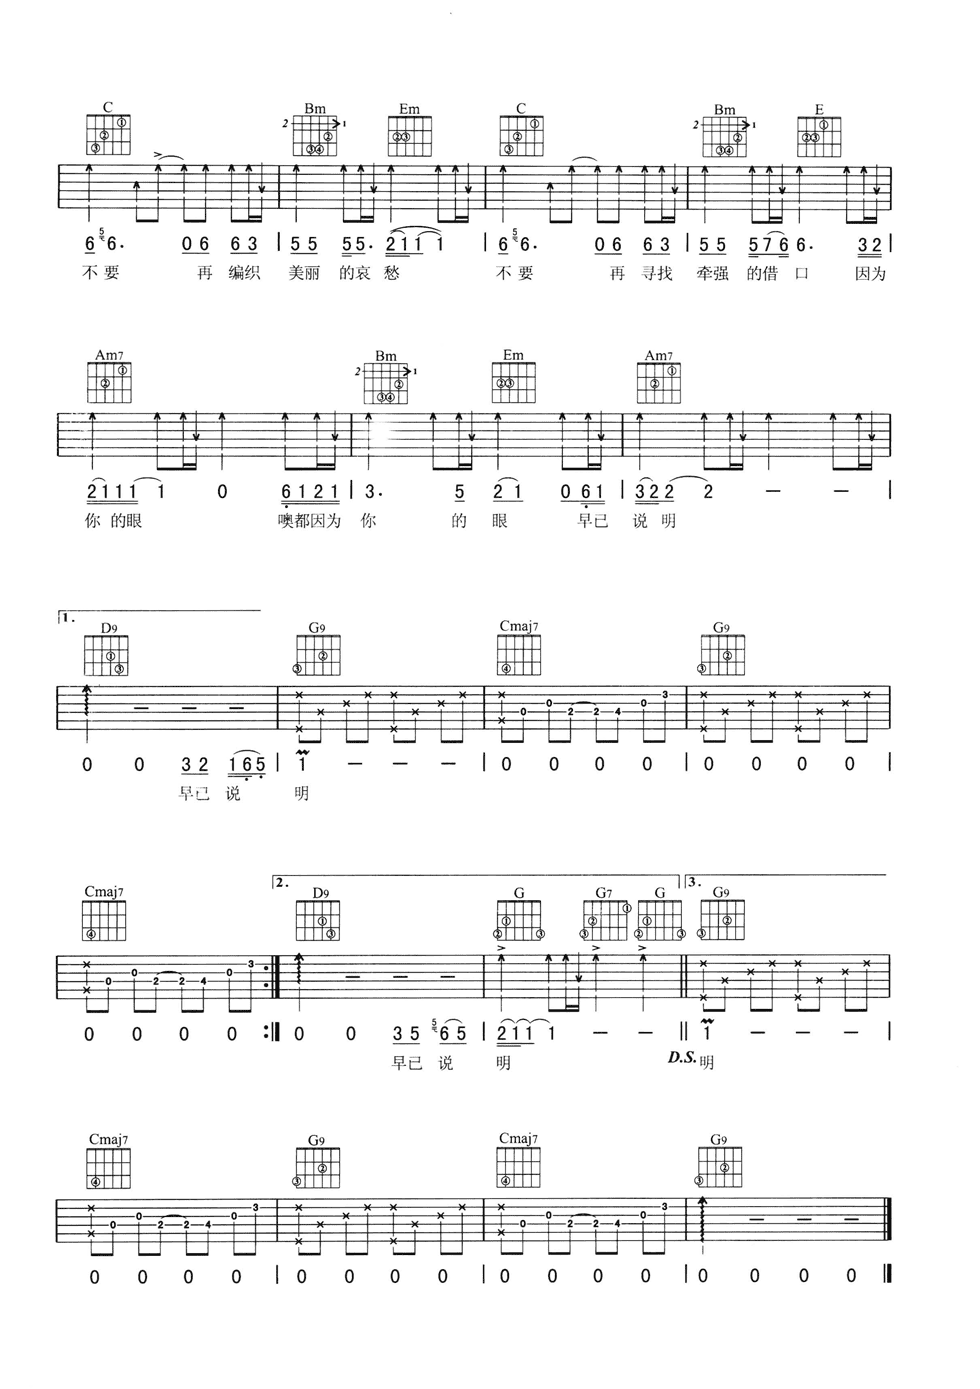 C Bm Em C Bm E
6 6. 0 6 6 3 | 5 5 5 5. 2 1 1 1 | 6 6. 0 6 6 3 | 5 5 5 7 6 6. 3 2
不 要 再 编织 美丽 的哀 愁 不 要 再 寻找 牵强 的借 口 因为
Am7 Bm Em Am7
2 1 1 1 1 0 6 1 2 1 | 3. 5 2 1 0 6 1 | 3 2 2 2 — — |
你 的眼 噢都因为 你 的 眼 早已 说 明
1.
D9 G9 Cmaj7 G9
0 0 3 2 1 6 5 | 1 — — — | 0 0 0 0 | 0 0 0 0 |
早已 说 明
2. 3.
Cmaj7 D9 G G7 G G9
0 0 0 0 :‖ 0 0 3 5 6 5 | 2 1 1 1 — — ‖ 1 — — — |
早已 说 明 D.S. 明
Cmaj7 G9 Cmaj7 G9
0 0 0 0 | 0 0 0 0 | 0 0 0 0 | 0 0 0 0 ‖